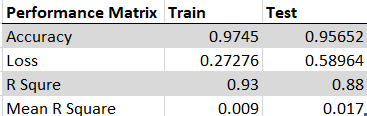 Performance Matrix Train Test
Accuracy 0.9745 0.95652
Loss 0.27276 0.58964
R Squre 0.93 0.88
Mean R Square 0.009 0.017